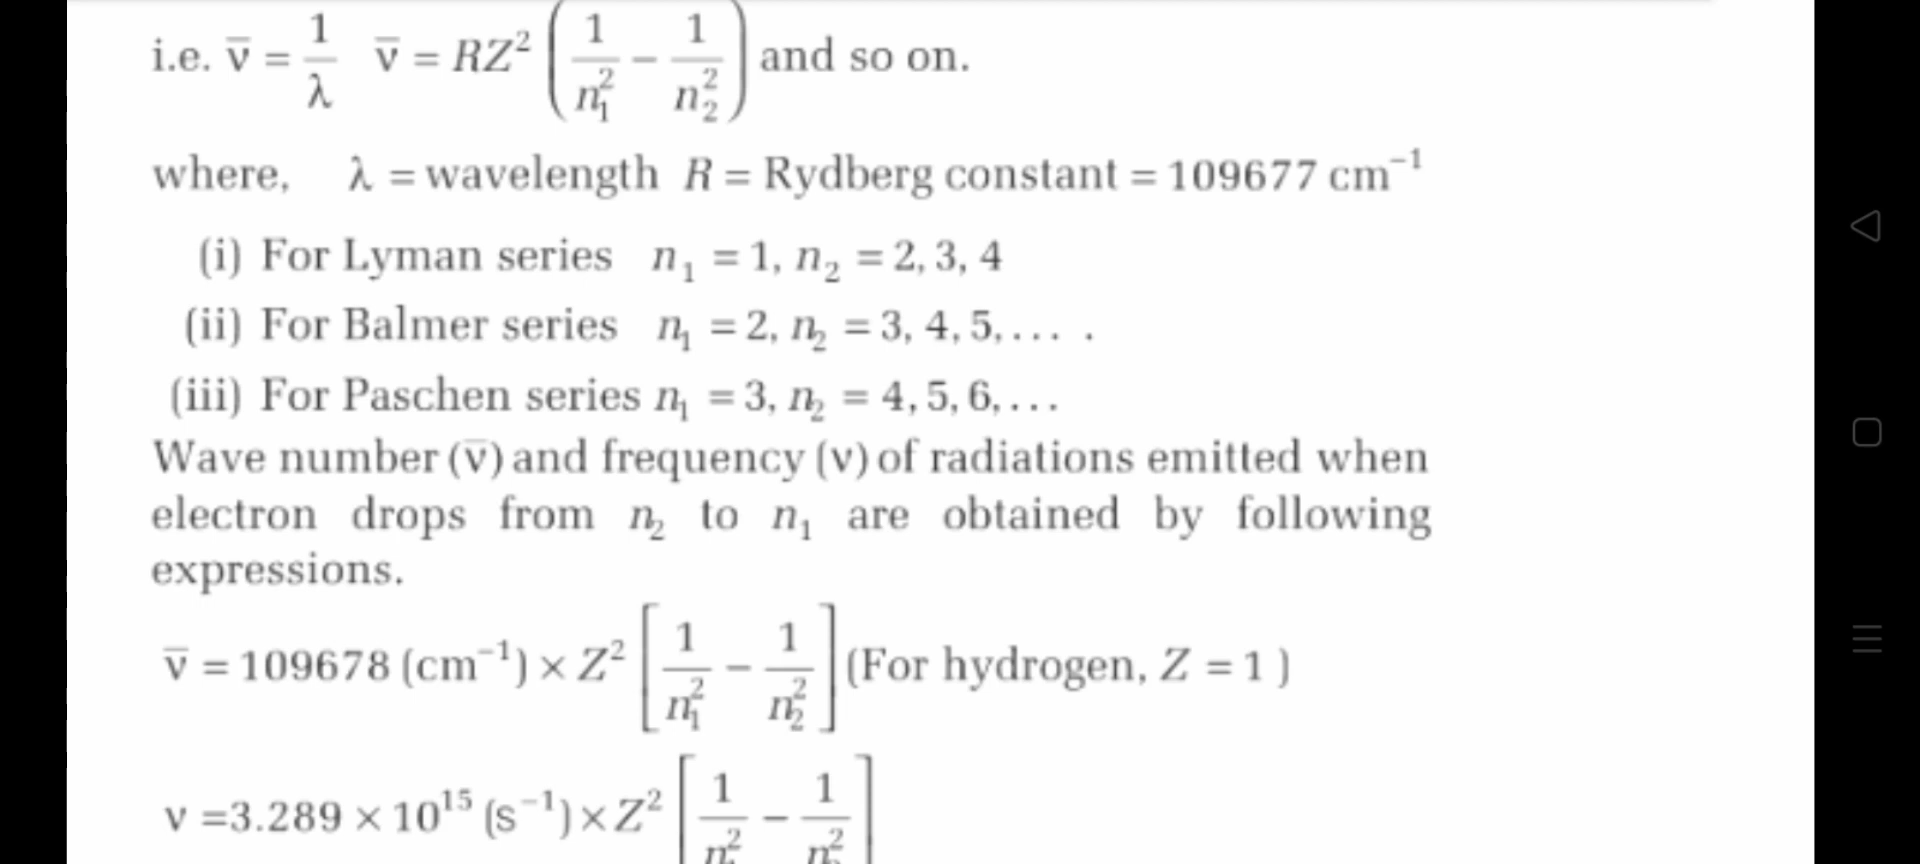 i.e. ν̄ = 1/λ ν̄ = RZ² (1/n₁² − 1/n₂²) and so on.
where, λ = wavelength R = Rydberg constant = 109677 cm⁻¹
(i) For Lyman series n₁ = 1, n₂ = 2, 3, 4
(ii) For Balmer series n₁ = 2, n₂ = 3, 4, 5, . . . .
(iii) For Paschen series n₁ = 3, n₂ = 4, 5, 6, . . .
Wave number (ν̄) and frequency (ν) of radiations emitted when
electron drops from n₂ to n₁ are obtained by following
expressions.
ν̄ = 109678 (cm⁻¹) × Z² [1/n₁² − 1/n₂²] (For hydrogen, Z = 1 )
ν =3.289 × 10¹⁵ (s⁻¹) × Z² [1/n² − 1/n²]